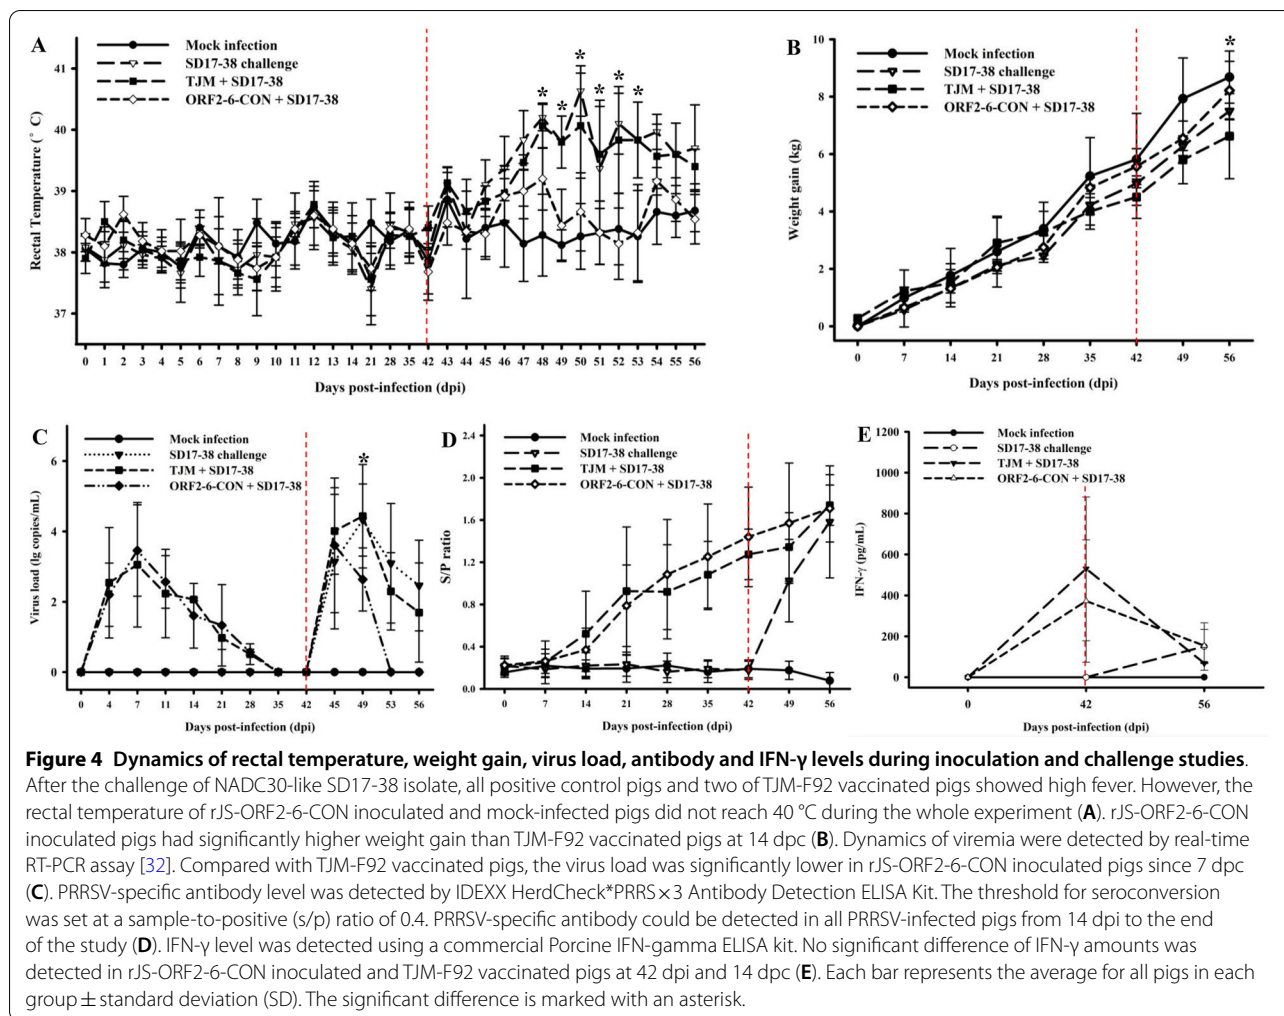 A
Mock infection
SD17-38 challenge
TJM + SD17-38
ORF2-6-CON + SD17-38
Rectal Temperature (° C)
41
40
39
38
37
0 1 2 3 4 5 6 7 8 9 10 11 12 13 14 21 28 35 42 43 44 45 46 47 48 49 50 51 52 53 54 55 56
Days post-infection (dpi)
* * * * * *
B
Mock infection
SD17-38 challenge
TJM + SD17-38
ORF2-6-CON + SD17-38
Weight gain (kg)
10
8
6
4
2
0
0 7 14 21 28 35 42 49 56
Days post-infection (dpi)
*
C
Mock infection
SD17-38 challenge
TJM + SD17-38
ORF2-6-CON + SD17-38
Virus load (lg copies/mL)
6
4
2
0
0 4 7 11 14 21 28 35 42 45 49 53 56
Days post-infection (dpi)
*
D
Mock infection
SD17-38 challenge
TJM + SD17-38
ORF2-6-CON + SD17-38
S/P ratio
2.4
2.0
1.6
1.2
0.8
0.4
0.0
0 7 14 21 28 35 42 49 56
Days post-infection (dpi)
E
Mock infection
SD17-38 challenge
TJM + SD17-38
ORF2-6-CON + SD17-38
IFN-γ (pg/mL)
1200
1000
800
600
400
200
0
0 42 56
Days post-infection (dpi)
Figure 4 Dynamics of rectal temperature, weight gain, virus load, antibody and IFN-γ levels during inoculation and challenge studies.
After the challenge of NADC30-like SD17-38 isolate, all positive control pigs and two of TJM-F92 vaccinated pigs showed high fever. However, the
rectal temperature of rJS-ORF2-6-CON inoculated and mock-infected pigs did not reach 40 °C during the whole experiment (A). rJS-ORF2-6-CON
inoculated pigs had significantly higher weight gain than TJM-F92 vaccinated pigs at 14 dpc (B). Dynamics of viremia were detected by real-time
RT-PCR assay [32]. Compared with TJM-F92 vaccinated pigs, the virus load was significantly lower in rJS-ORF2-6-CON inoculated pigs since 7 dpc
(C). PRRSV-specific antibody level was detected by IDEXX HerdCheck*PRRS×3 Antibody Detection ELISA Kit. The threshold for seroconversion
was set at a sample-to-positive (s/p) ratio of 0.4. PRRSV-specific antibody could be detected in all PRRSV-infected pigs from 14 dpi to the end
of the study (D). IFN-γ level was detected using a commercial Porcine IFN-gamma ELISA kit. No significant difference of IFN-γ amounts was
detected in rJS-ORF2-6-CON inoculated and TJM-F92 vaccinated pigs at 42 dpi and 14 dpc (E). Each bar represents the average for all pigs in each
group ± standard deviation (SD). The significant difference is marked with an asterisk.